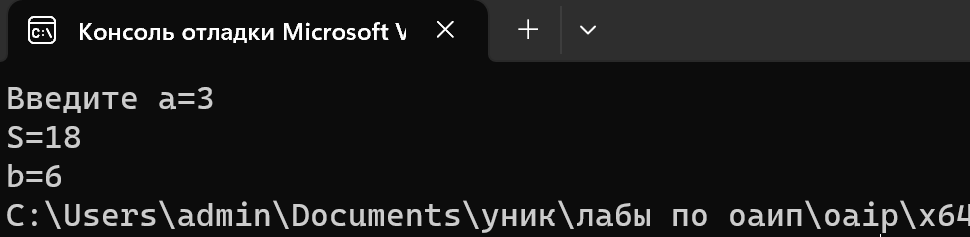 Консоль отладки Microsoft V
Введите a=3
S=18
b=6
C:\Users\admin\Documents\уник\лабы по оаип\oaip\x64